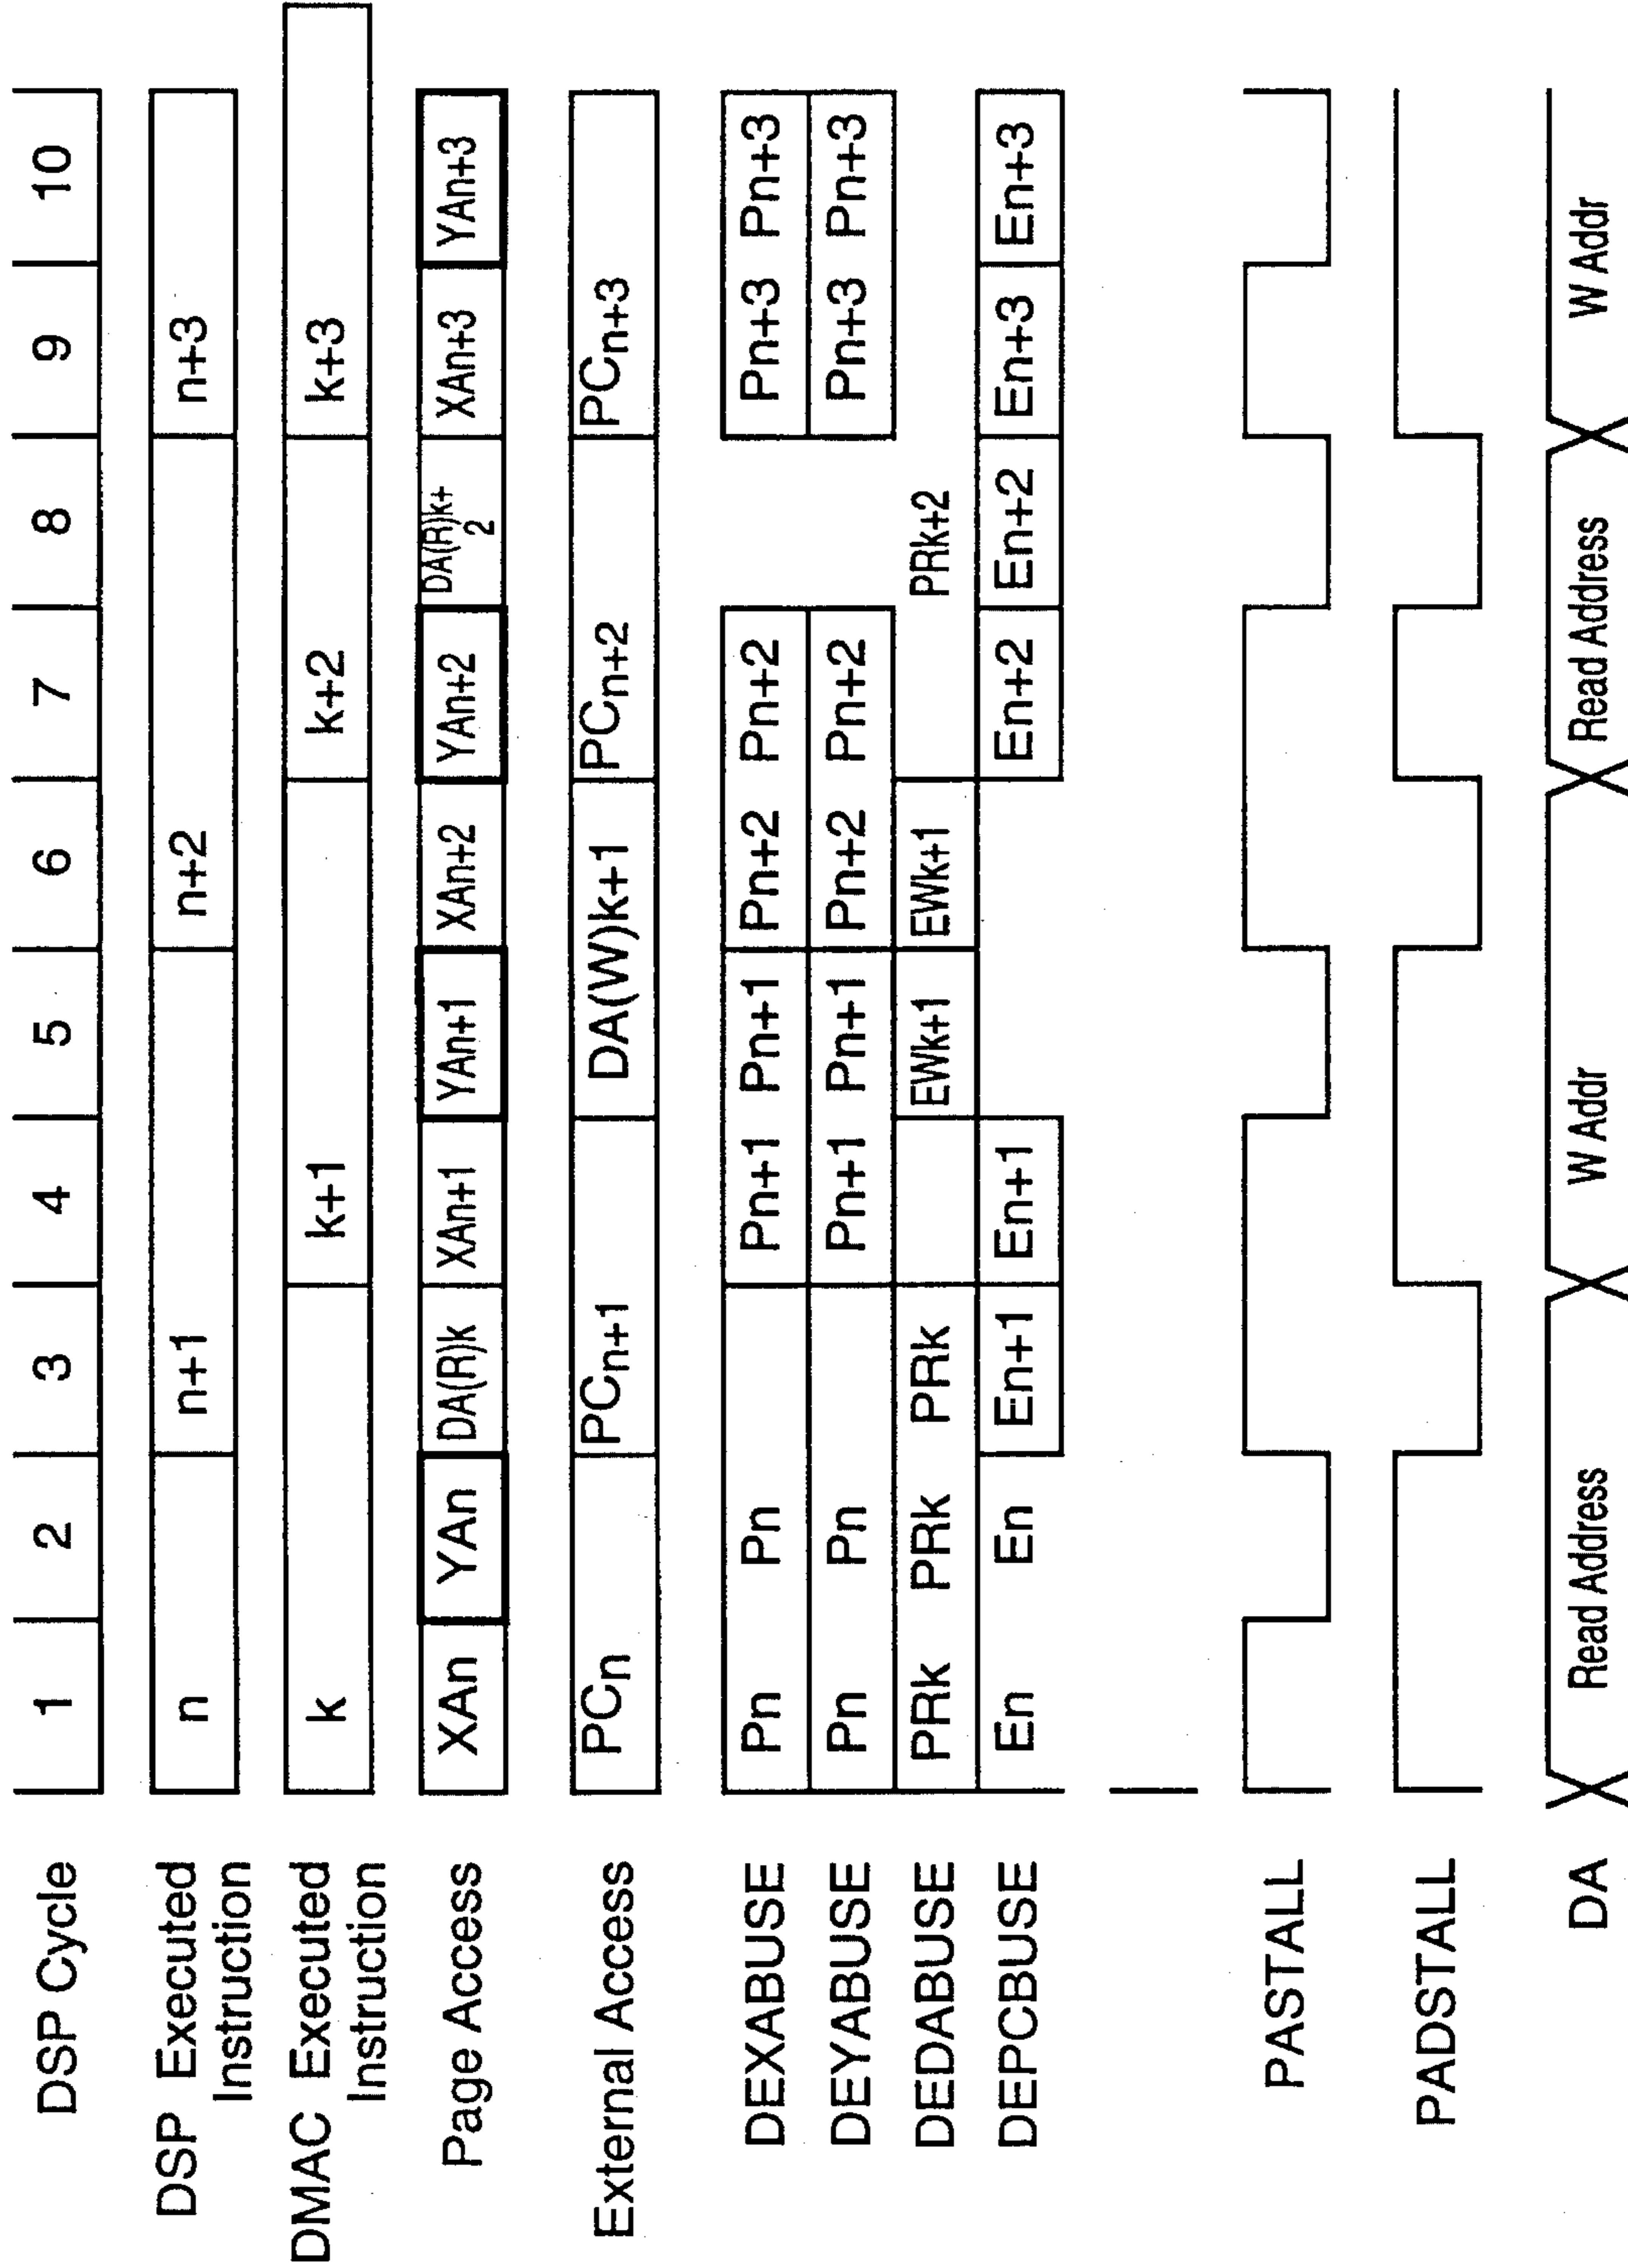 DSP Cycle 1 2 3 4 5 6 7 8 9 10
DSP Executed Instruction n n+1 n+2 n+3
DMAC Executed Instruction k k+1 k+2 k+3
Page Access XAn YAn DA(R)k XAn+1 YAn+1 XAn+2 YAn+2 DA(R)k+2 XAn+3 YAn+3
External Access PCn PCn+1 DA(W)k+1 PCn+2 PCn+3
DEXABUSE Pn Pn Pn+1 Pn+1 Pn+2 Pn+2 Pn+3 Pn+3
DEYABUSE Pn Pn Pn+1 Pn+1 Pn+2 Pn+2 Pn+3 Pn+3
DEDABUSE PRk PRk PRk EWk+1 EWk+1 PRk+2
DEPCBUSE En En En+1 En+1 En+2 En+2 En+3 En+3
PASTALL
PADSTALL
DA Read Address W Addr Read Address W Addr